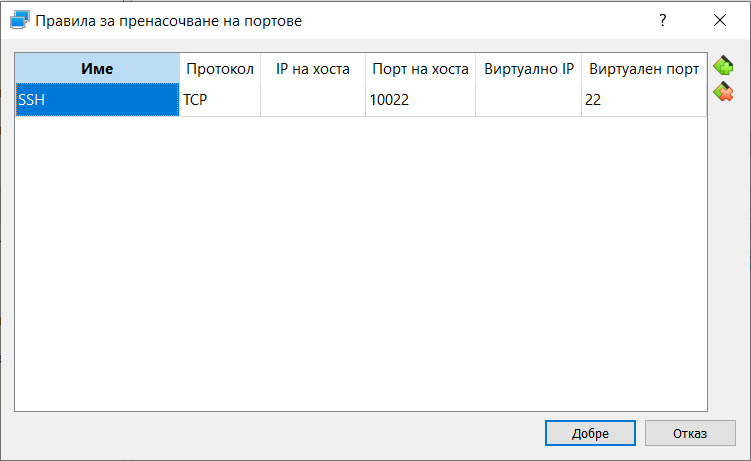 Правила за пренасочване на портове
?
Име Протокол IP на хоста Порт на хоста Виртуално IP Виртуален порт
SSH TCP 10022 22
Добре Отказ